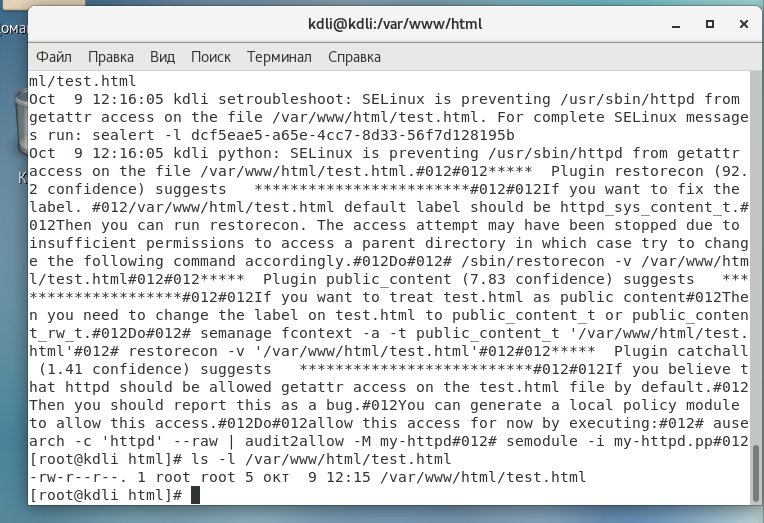 kdli@kdli:/var/www/html
Файл Правка Вид Поиск Терминал Справка
ml/test.html
Oct  9 12:16:05 kdli setroubleshoot: SELinux is preventing /usr/sbin/httpd from
getattr access on the file /var/www/html/test.html. For complete SELinux message
s run: sealert -l dcf5eae5-a65e-4cc7-8d33-56f7d128195b
Oct  9 12:16:05 kdli python: SELinux is preventing /usr/sbin/httpd from getattr
access on the file /var/www/html/test.html.#012#012*****  Plugin restorecon (92.
2 confidence) suggests   ************************#012#012If you want to fix the
label. #012/var/www/html/test.html default label should be httpd_sys_content_t.#
012Then you can run restorecon. The access attempt may have been stopped due to
insufficient permissions to access a parent directory in which case try to chang
e the following command accordingly.#012Do#012# /sbin/restorecon -v /var/www/htm
l/test.html#012#012*****  Plugin public_content (7.83 confidence) suggests   ***
*****************#012#012If you want to treat test.html as public content#012The
n you need to change the label on test.html to public_content_t or public_conten
t_rw_t.#012Do#012# semanage fcontext -a -t public_content_t '/var/www/html/test.
html'#012# restorecon -v '/var/www/html/test.html'#012#012*****  Plugin catchall
 (1.41 confidence) suggests   **************************#012#012If you believe t
hat httpd should be allowed getattr access on the test.html file by default.#012
Then you should report this as a bug.#012You can generate a local policy module
to allow this access.#012Do#012allow this access for now by executing:#012# ause
arch -c 'httpd' --raw | audit2allow -M my-httpd#012# semodule -i my-httpd.pp#012
[root@kdli html]# ls -l /var/www/html/test.html
-rw-r--r--. 1 root root 5 окт  9 12:15 /var/www/html/test.html
[root@kdli html]#